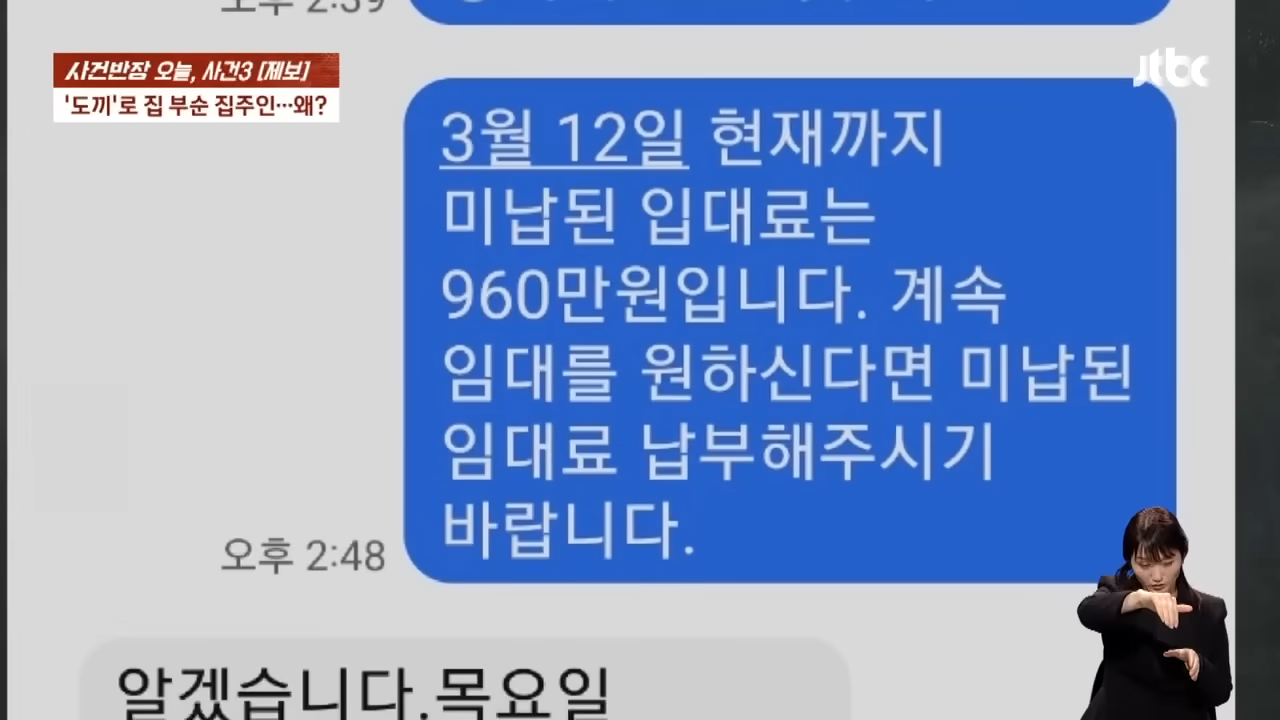 사건반장 오늘, 사건3 [제보]
'도끼'로 집 부순 집주인…왜?
jtbc
3월 12일 현재까지
미납된 입대료는
960만원입니다. 계속
임대를 원하신다면 미납된
임대료 납부해주시기
바랍니다.
오후 2:48
알겠습니다.목요일